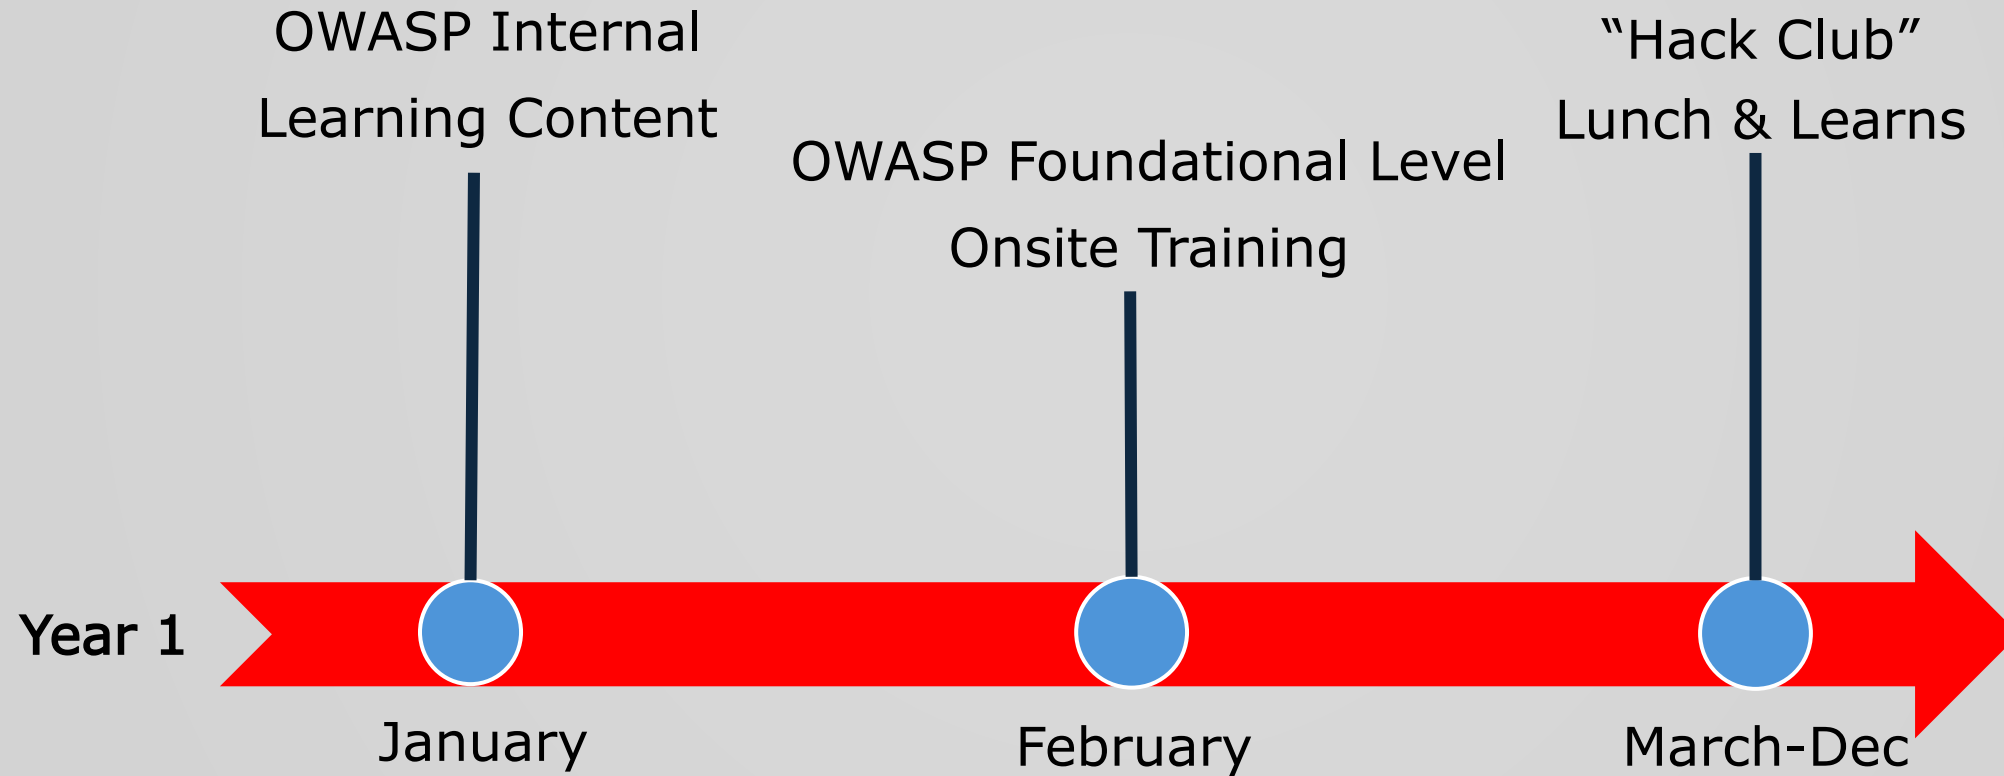 OWASP Internal
Learning Content
OWASP Foundational Level
Onsite Training
“Hack Club”
Lunch & Learns
Year 1
January
February
March-Dec